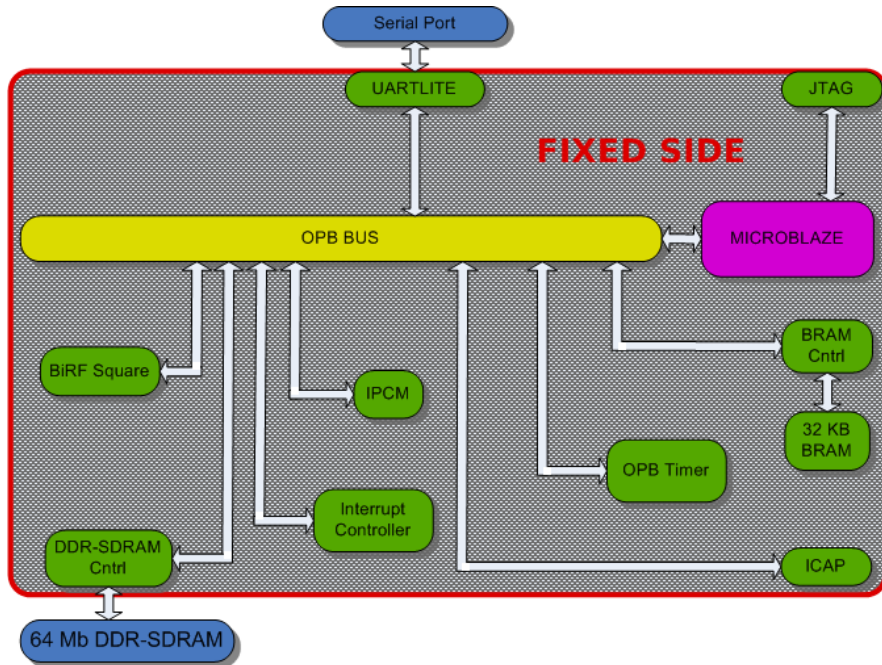 Serial Port
UARTLITE
JTAG
FIXED SIDE
OPB BUS
MICROBLAZE
BRAM
Cntrl
BiRF Square
IPCM
32 KB
BRAM
OPB Timer
Interrupt
Controller
DDR-SDRAM
Cntrl
ICAP
64 Mb DDR-SDRAM